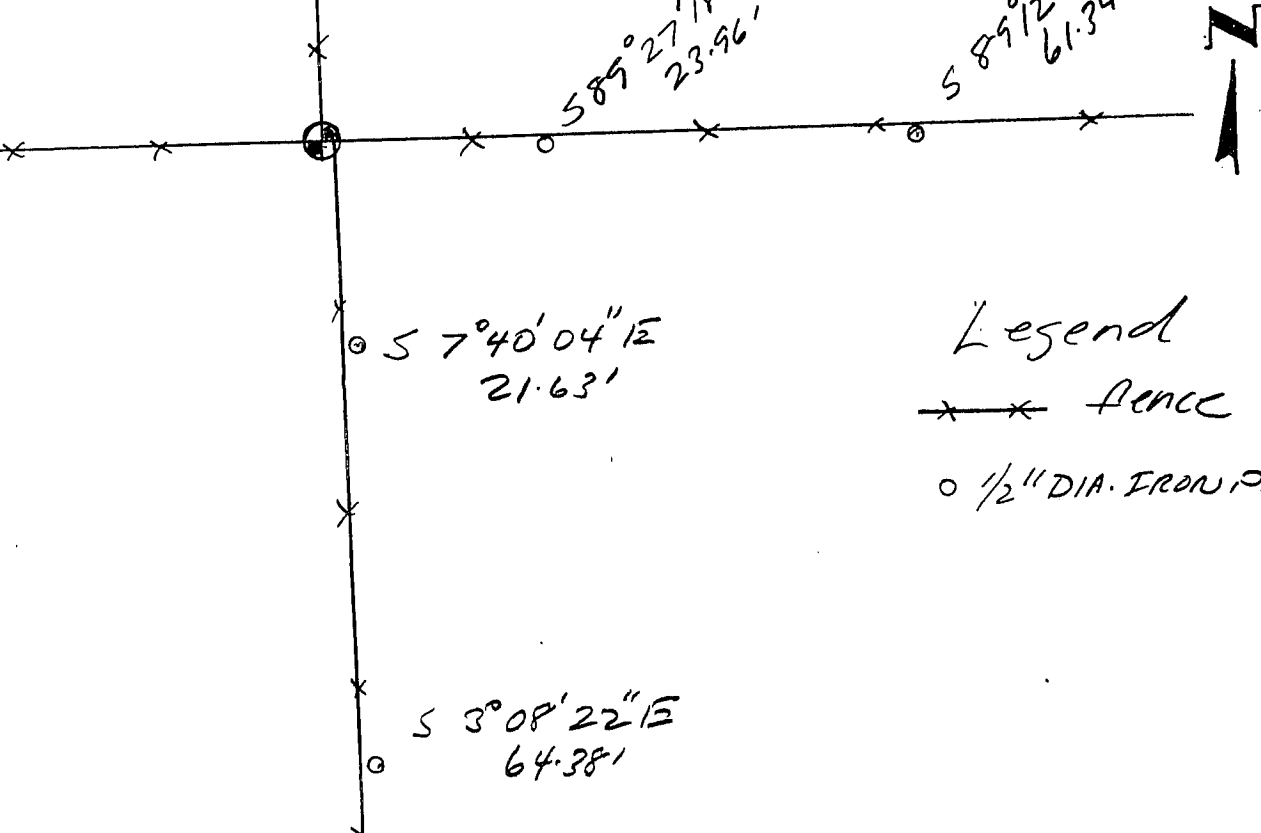 S 89°27'18
23.96'
S 89°12'
61.34
N
S 7°40'04"E
21.63'
Legend
fence
1/2" DIA. IRON P
S 3°08'22"E
64.38'